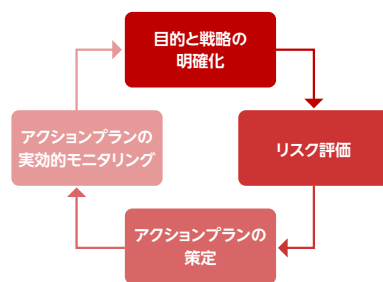 目的と戦略の
明確化
リスク評価
アクションプランの
策定
アクションプランの
実効的モニタリング